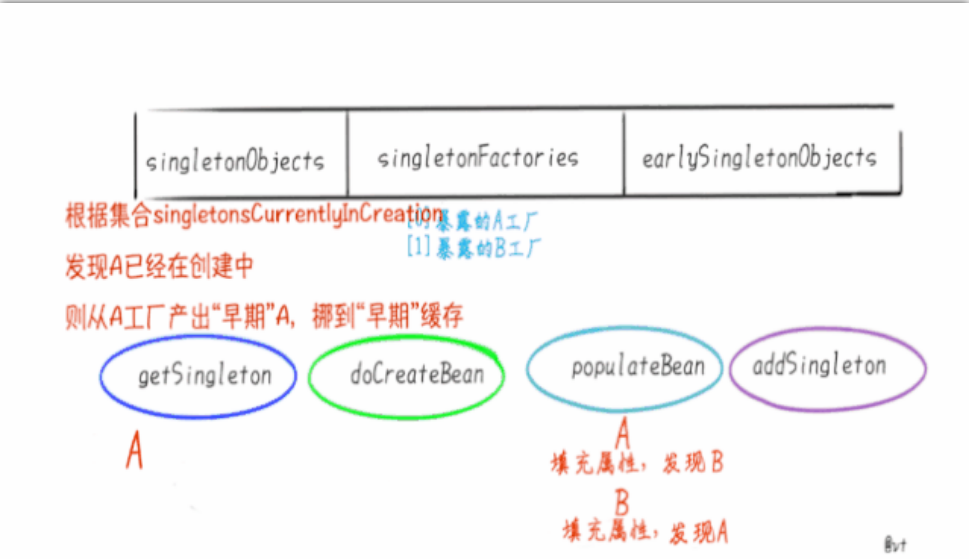 singletonObjects singletonFactories earlySingletonObjects
根据集合singletonsCurrentlyInCreation
[0]暴露的A工厂
[1]暴露的B工厂
发现A已经在创建中
则从A工厂产出“早期”A，挪到“早期”缓存
getSingleton doCreateBean populateBean addSingleton
A
A
填充属性，发现B
B
填充属性，发现A